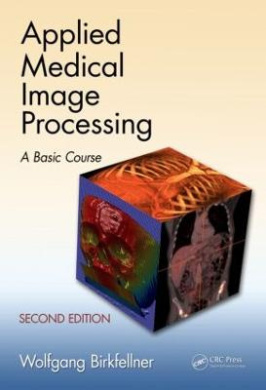 Applied
Medical
Image
Processing
A Basic Course
SECOND EDITION
Wolfgang Birkfellner
CRC Press